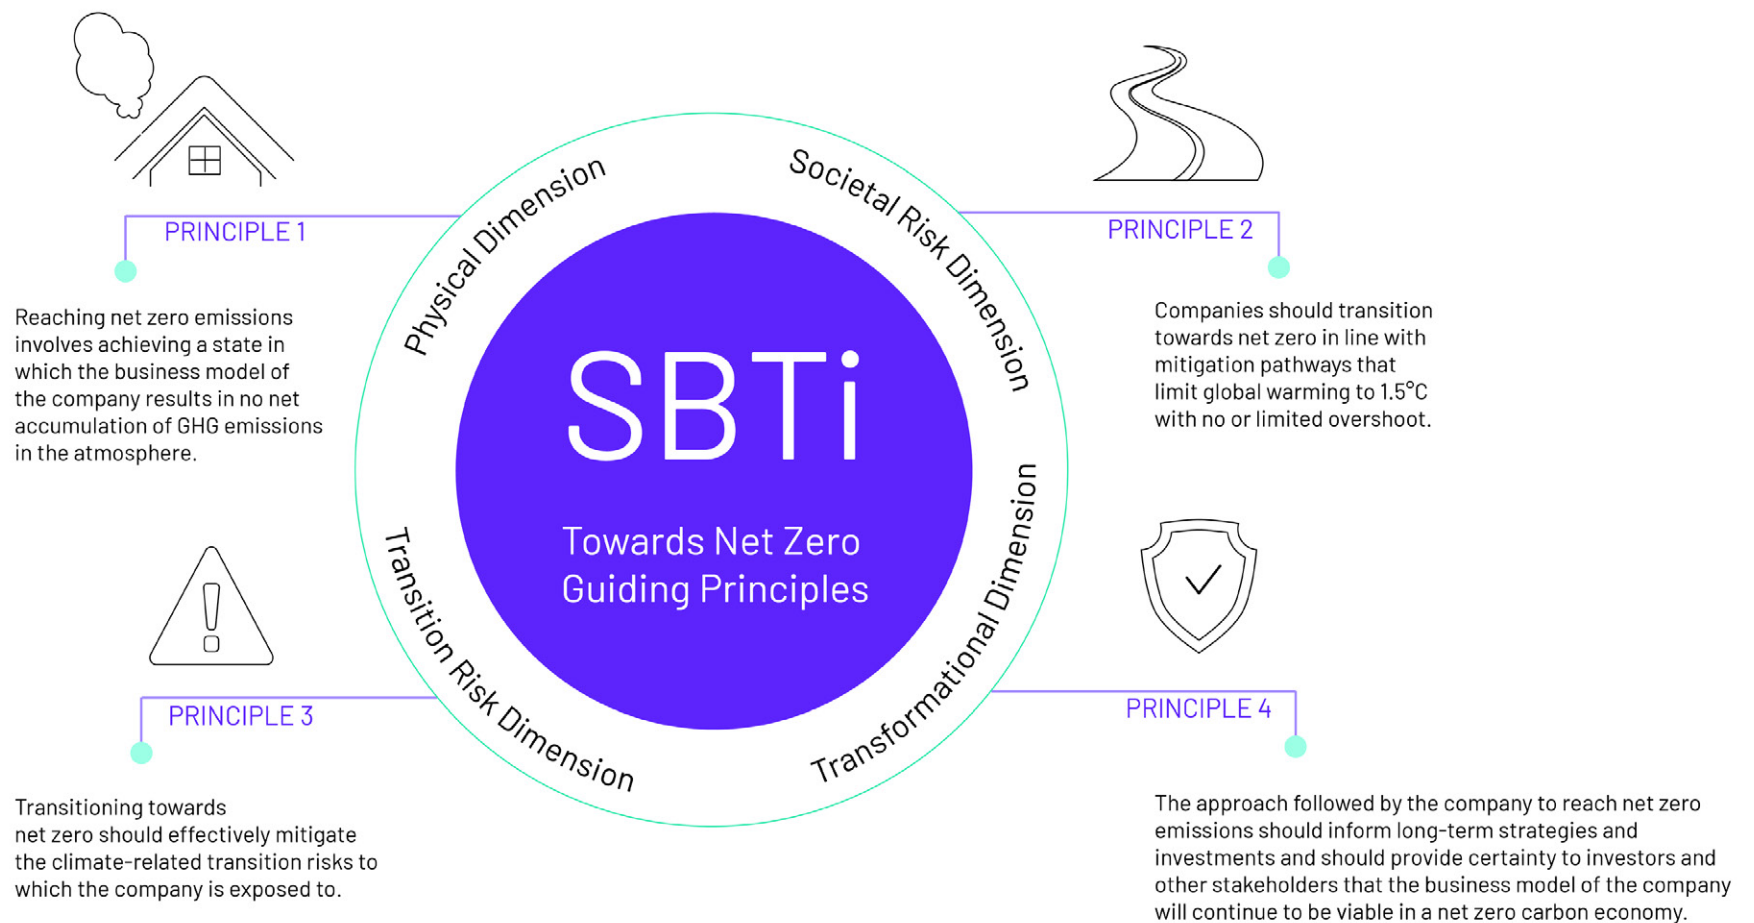 PRINCIPLE 1
Physical Dimension
Reaching net zero emissions
involves achieving a state in
which the business model of
the company results in no net
accumulation of GHG emissions
in the atmosphere.
Societal Risk Dimension
PRINCIPLE 2
Companies should transition
towards net zero in line with
mitigation pathways that
limit global warming to 1.5°C
with no or limited overshoot.
SBTi
Towards Net Zero
Guiding Principles
Transition Risk Dimension
PRINCIPLE 3
Transitioning towards
net zero should effectively mitigate
the climate-related transition risks to
which the company is exposed to.
Transformational Dimension
PRINCIPLE 4
The approach followed by the company to reach net zero
emissions should inform long-term strategies and
investments and should provide certainty to investors and
other stakeholders that the business model of the company
will continue to be viable in a net zero carbon economy.